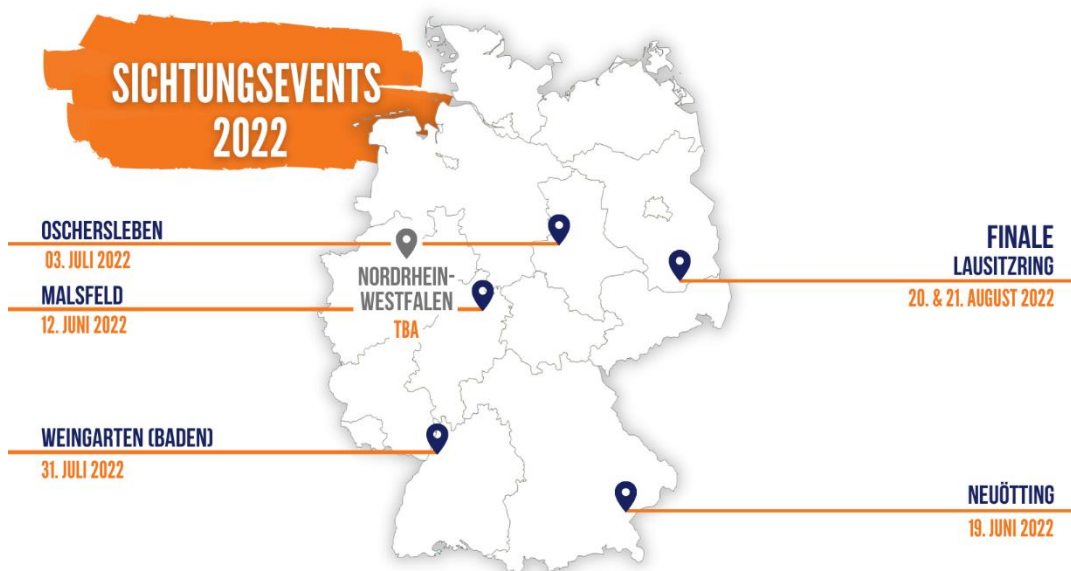 SICHTUNGSEVENTS
2022
OSCHERSLEBEN
03. JULI 2022
MALSFELD
12. JUNI 2022
NORDRHEIN-
WESTFALEN
TBA
WEINGARTEN (BADEN)
31. JULI 2022
FINALE
LAUSITZRING
20. & 21. AUGUST 2022
NEUÖTTING
19. JUNI 2022